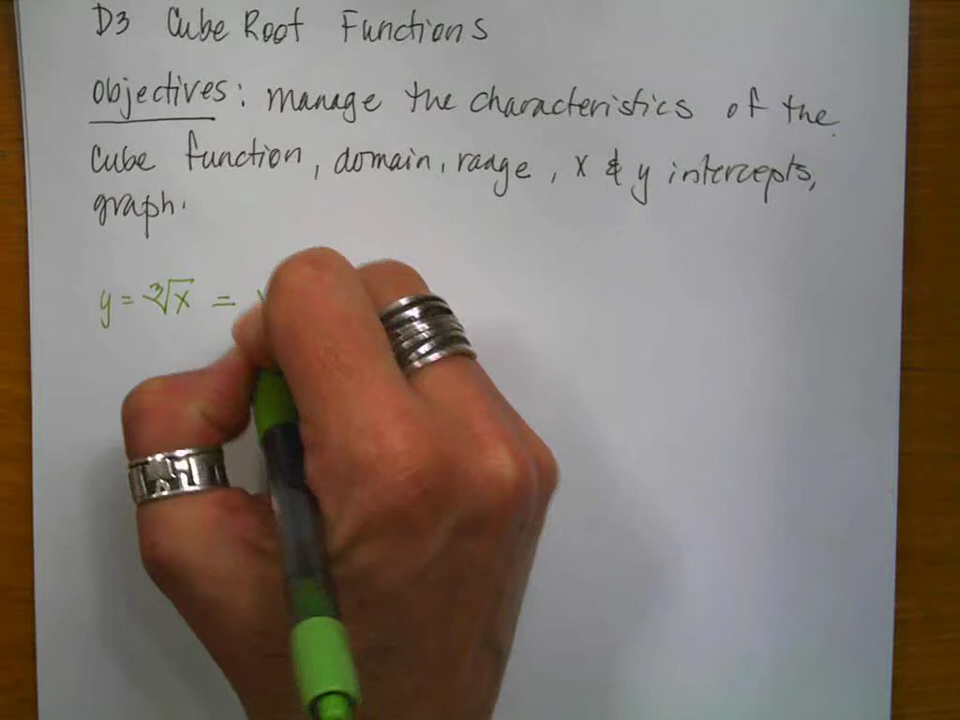 D3 Cube Root Functions
objectives: manage the characteristics of the
Cube function, domain, range, x & y intercepts,
graph.
y = ∛x =